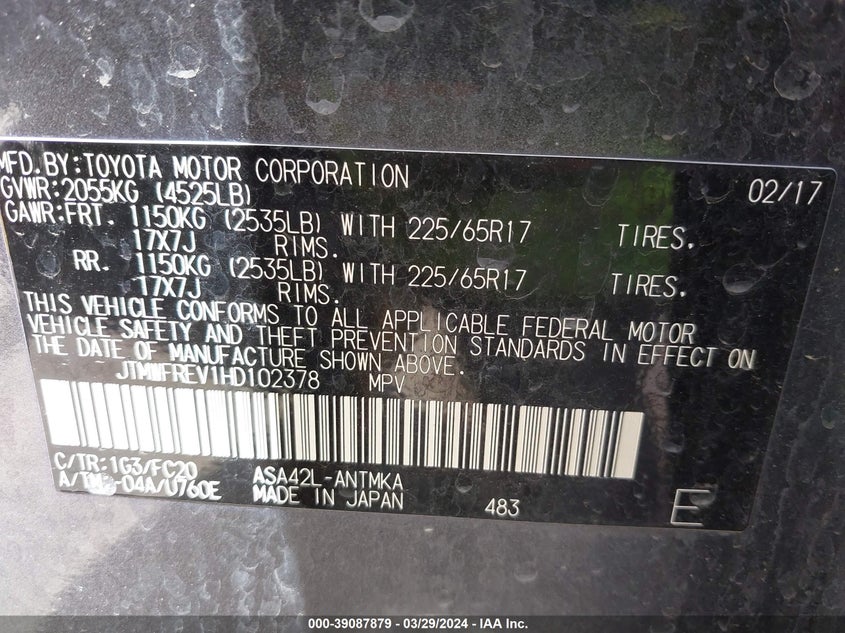 MFD.BY:TOYOTA MOTOR CORPORATION 02/17
GVWR:2055KG (4525LB)
GAWR:FRT. 1150KG (2535LB) WITH 225/65R17 TIRES.
17X7J RIMS.
RR. 1150KG (2535LB) WITH 225/65R17 TIRES.
17X7J RIMS.
THIS VEHICLE CONFORMS TO ALL APPLICABLE FEDERAL MOTOR
VEHICLE SAFETY AND THEFT PREVENTION STANDARDS IN EFFECT ON
THE DATE OF MANUFACTURE SHOWN ABOVE.
JTMWFREV1HD102378 MPV
C/TR:1G3/FC20 ASA42L-ANTMKA
-04A/U760E MADE IN JAPAN 483 E
000-39087879 - 03/29/2024 - IAA Inc.